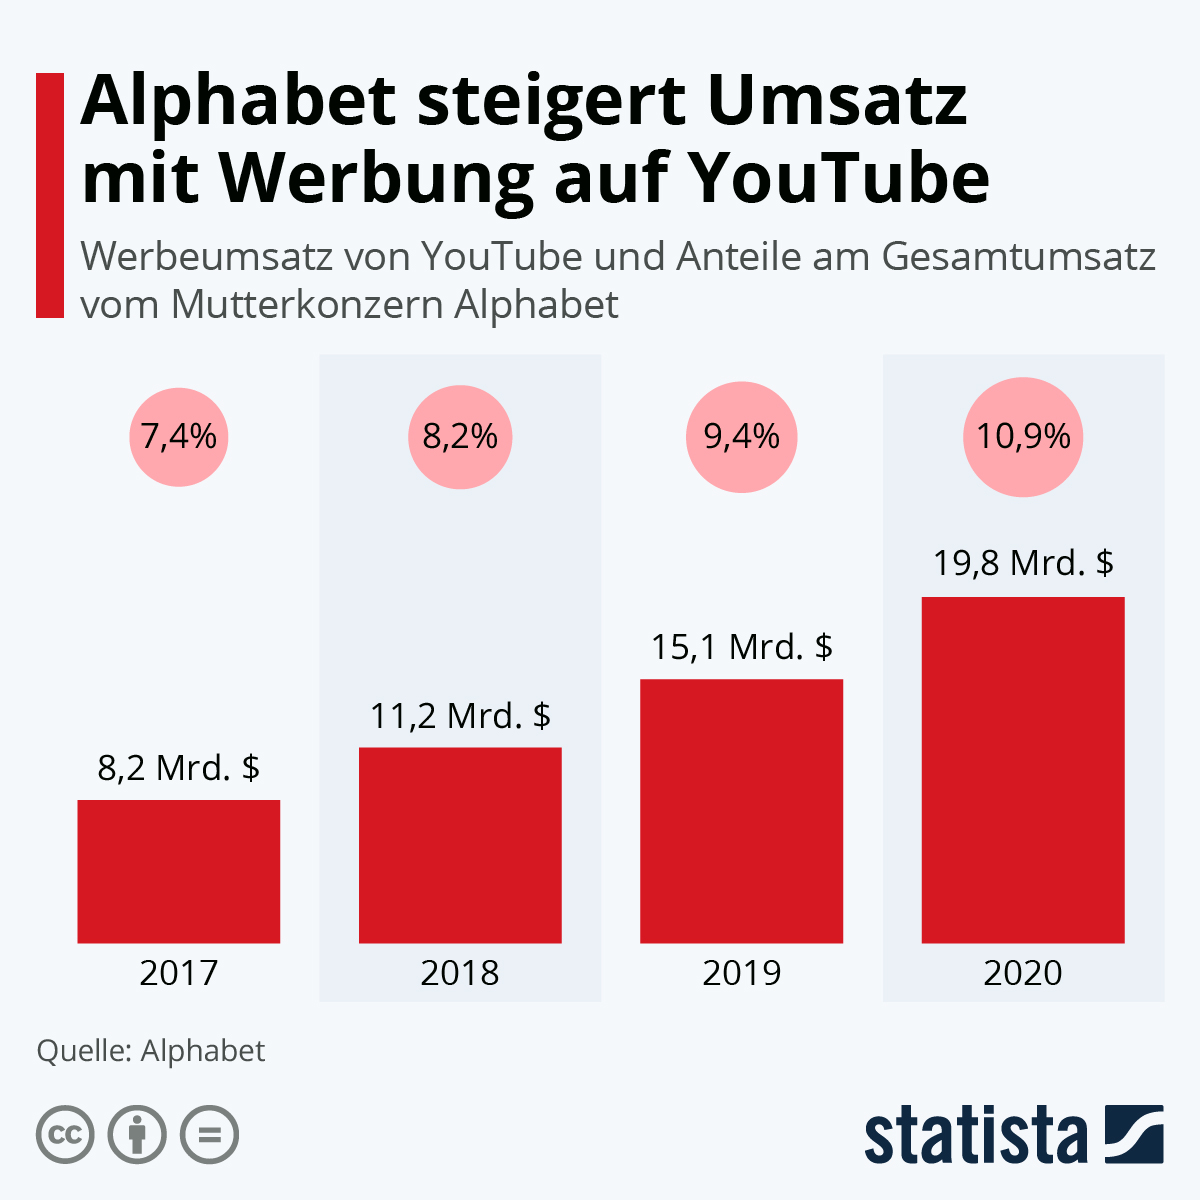 Alphabet steigert Umsatz
mit Werbung auf YouTube
Werbeumsatz von YouTube und Anteile am Gesamtumsatz
vom Mutterkonzern Alphabet
7,4%
8,2%
9,4%
10,9%
8,2 Mrd. $
11,2 Mrd. $
15,1 Mrd. $
19,8 Mrd. $
2017
2018
2019
2020
Quelle: Alphabet
cc
statista